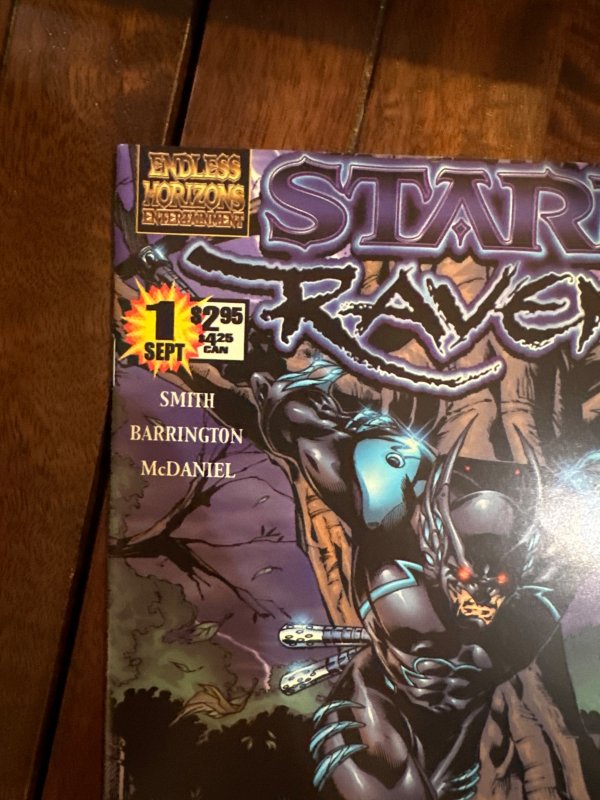 ENDLESS
HORIZONS
ENTERTAINMENT
STAR
RAVEN
1
SEPT
$2.95
$4.25
CAN
SMITH
BARRINGTON
McDANIEL